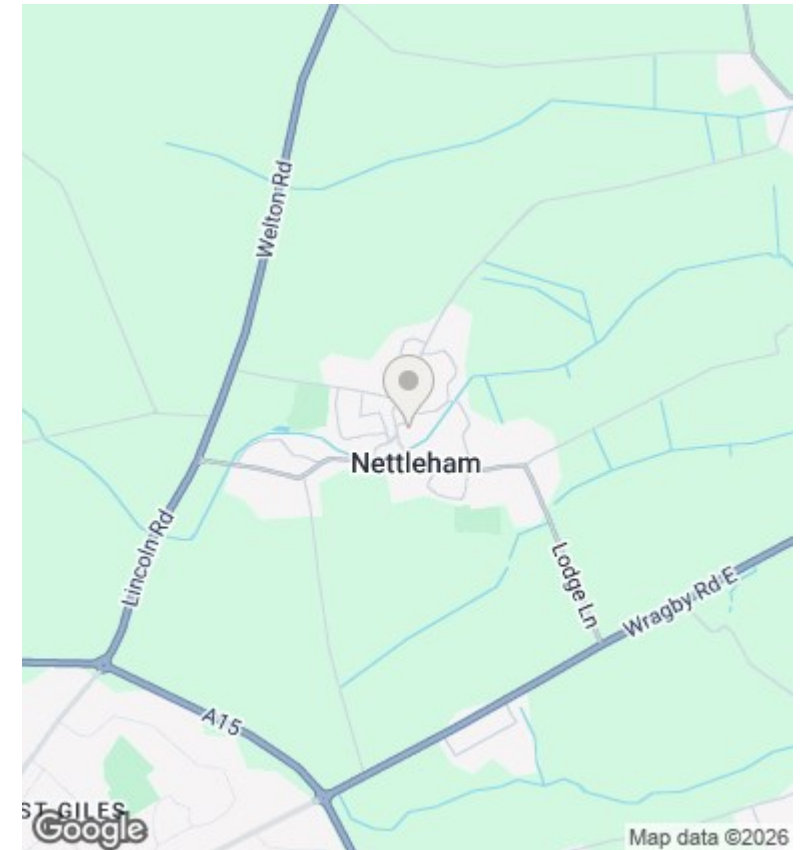 Welton Rd
Nettleham
Lincoln Rd
Lodge Ln
Wragby Rd E
A15
ST GILES
Google
Map data ©2026